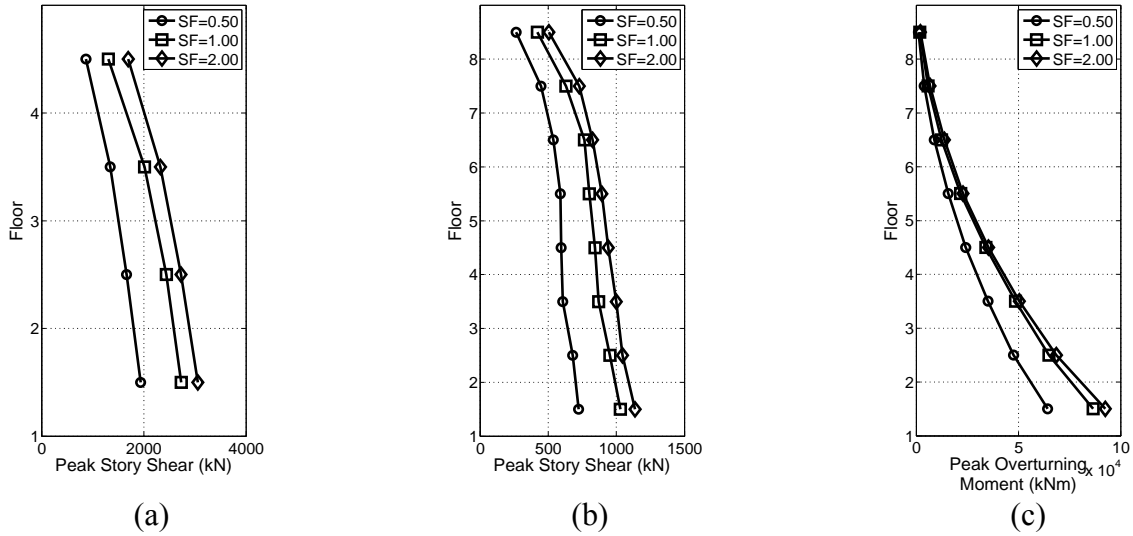 SF=0.50
SF=1.00
SF=2.00
4
3
2
1
Floor
0
2000
4000
Peak Story Shear (kN)
(a)
SF=0.50
SF=1.00
SF=2.00
8
7
6
5
4
3
2
1
Floor
0
500
1000
1500
Peak Story Shear (kN)
(b)
SF=0.50
SF=1.00
SF=2.00
8
7
6
5
4
3
2
1
Floor
0
5
10
x 10^4
Peak Overturning
Moment (kNm)
(c)